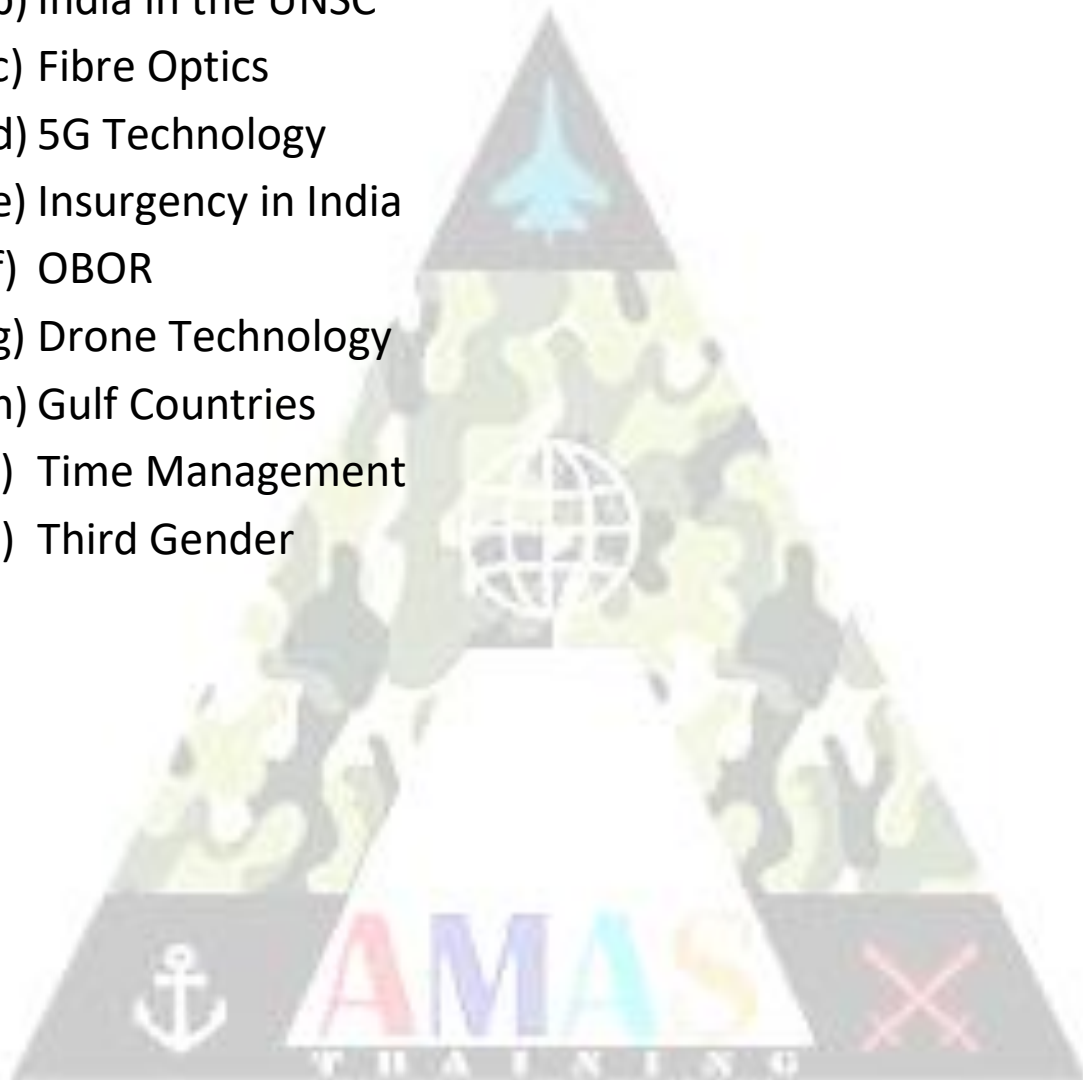 b) India in the UNSC
c) Fibre Optics
d) 5G Technology
e) Insurgency in India
f) OBOR
g) Drone Technology
h) Gulf Countries
) Time Management
) Third Gender
AMAS
TRAINING